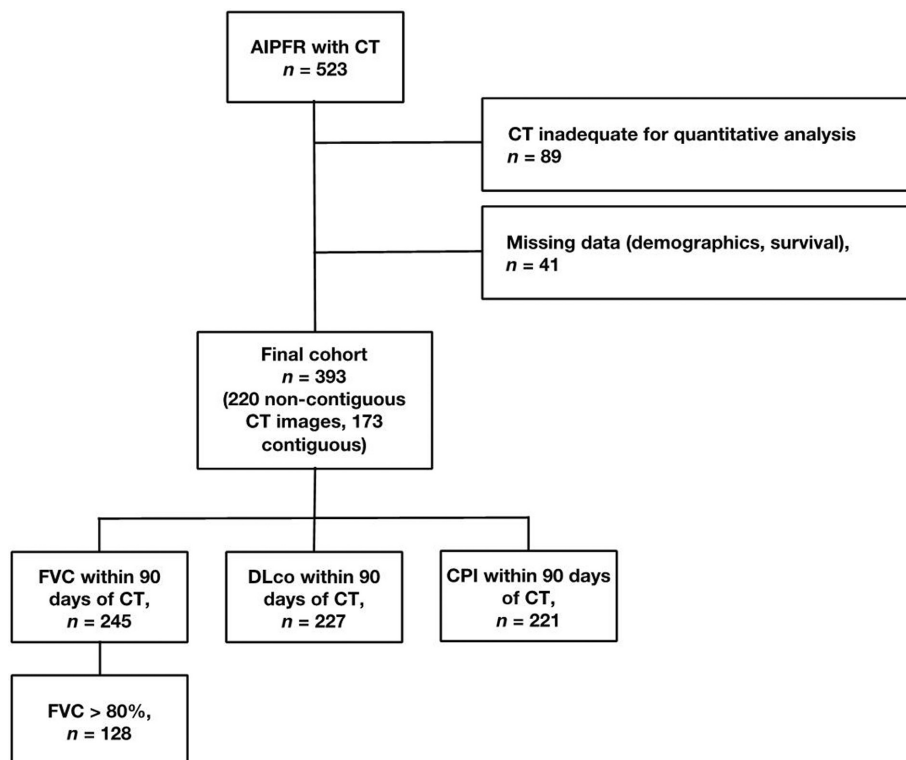 AIPFR with CT
n = 523
CT inadequate for quantitative analysis
n = 89
Missing data (demographics, survival),
n = 41
Final cohort
n = 393
(220 non-contiguous
CT images, 173
contiguous)
FVC within 90
days of CT,
n = 245
DLco within 90
days of CT,
n = 227
CPI within 90 days
of CT,
n = 221
FVC > 80%,
n = 128